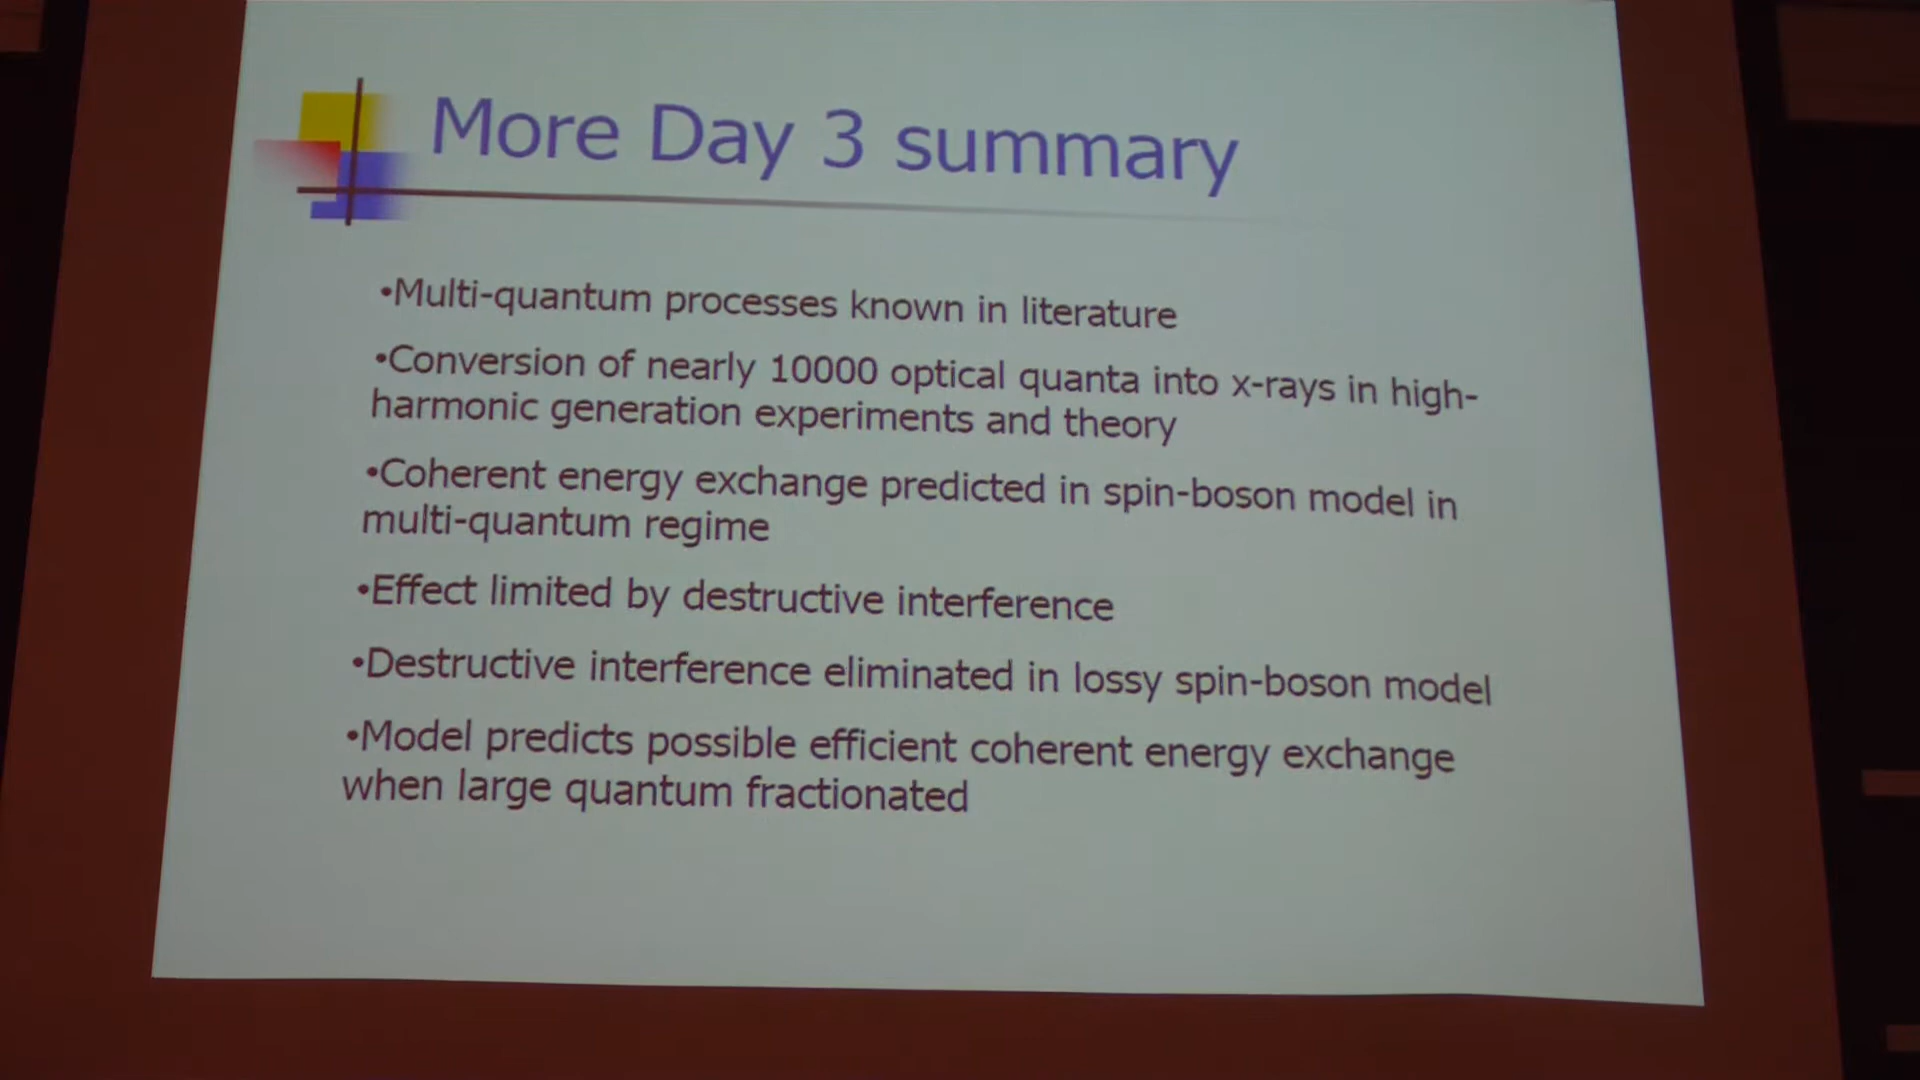 More Day 3 summary
•Multi-quantum processes known in literature
•Conversion of nearly 10000 optical quanta into x-rays in high-
harmonic generation experiments and theory
•Coherent energy exchange predicted in spin-boson model in
multi-quantum regime
•Effect limited by destructive interference
•Destructive interference eliminated in lossy spin-boson model
•Model predicts possible efficient coherent energy exchange
when large quantum fractionated